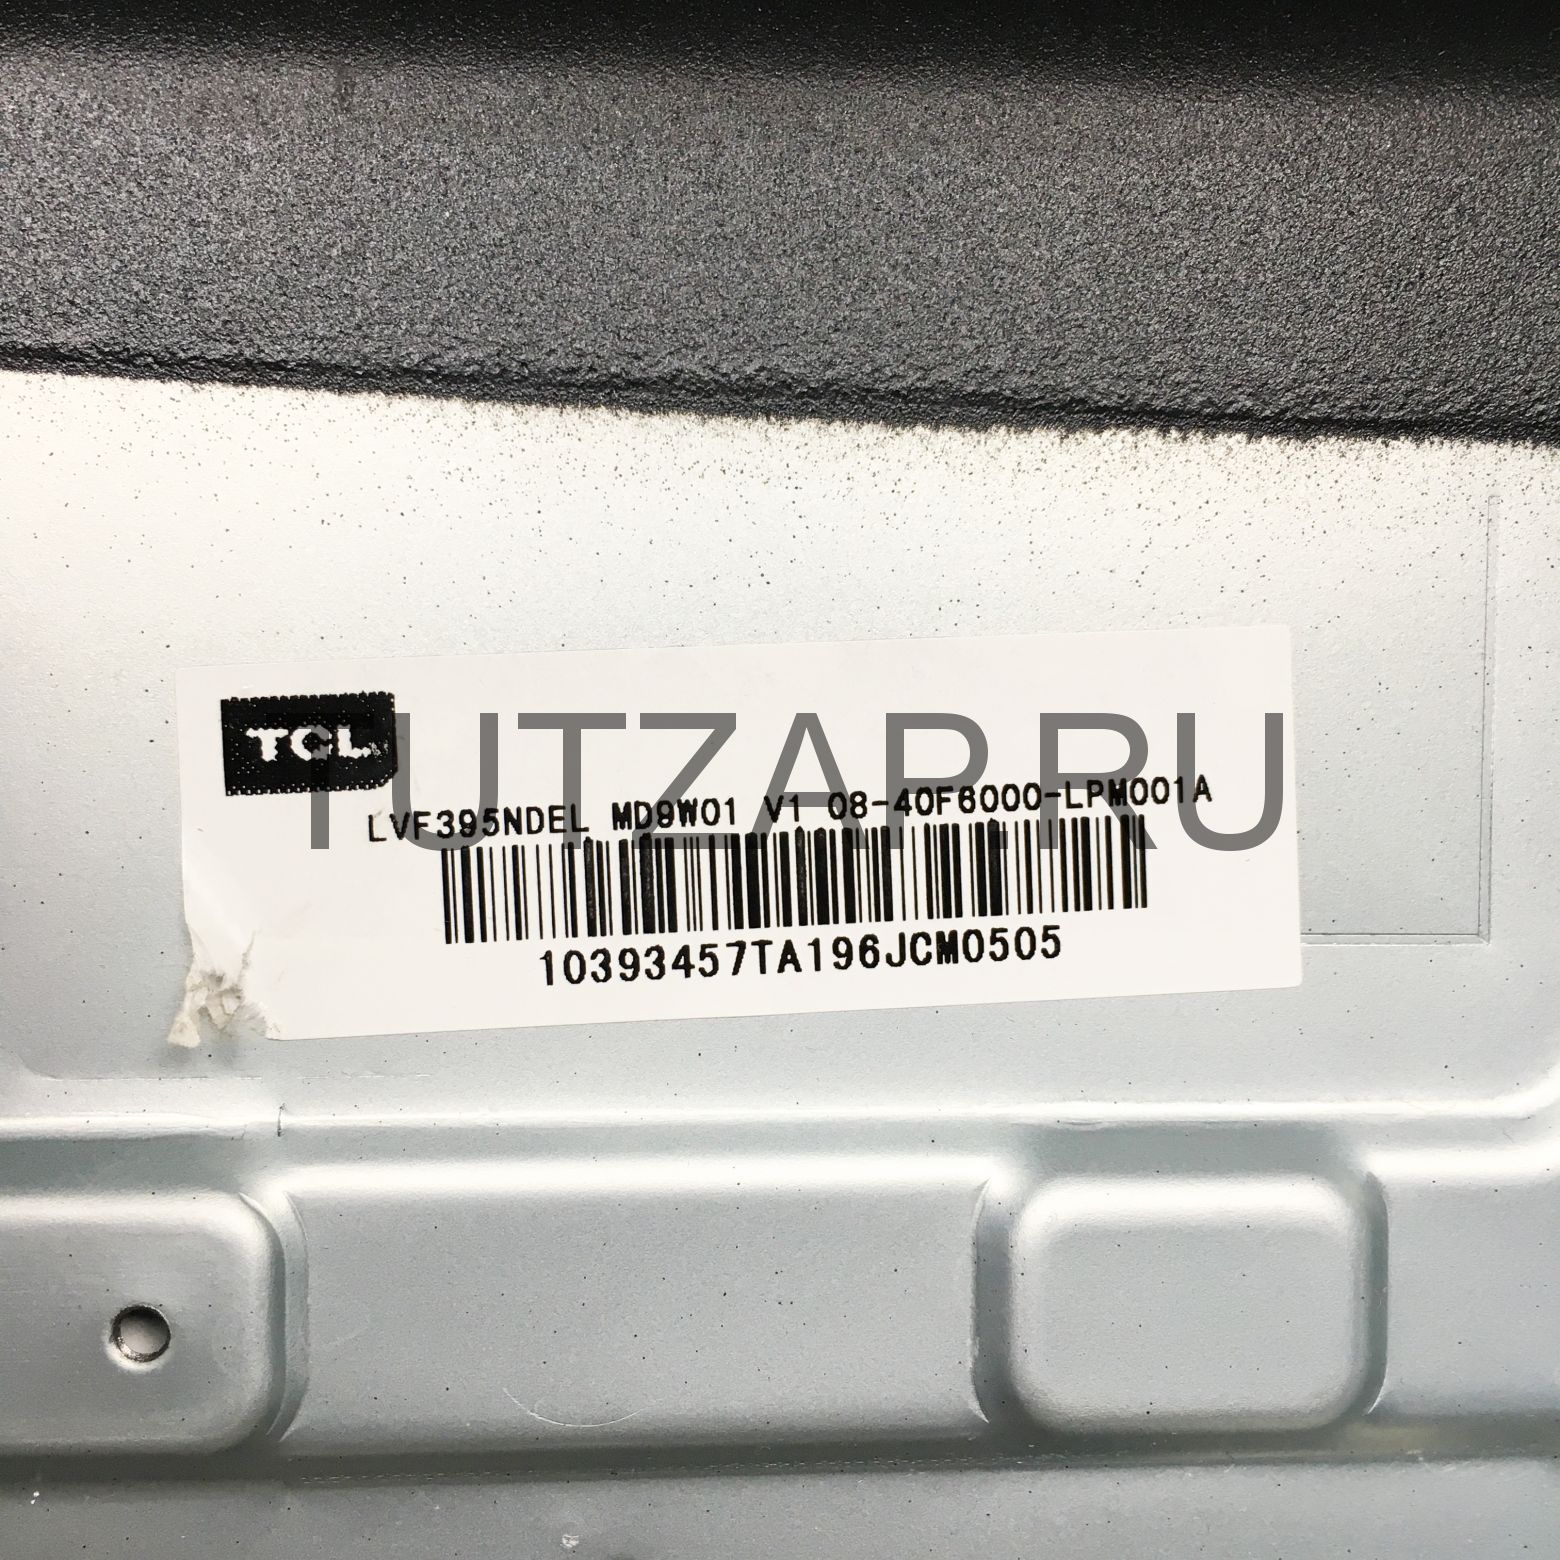 TCL
TUTZAP.RU
LVF395NDEL MD9W01 V1 08-40F6000-LPM001A
10393457TA196JCM0505